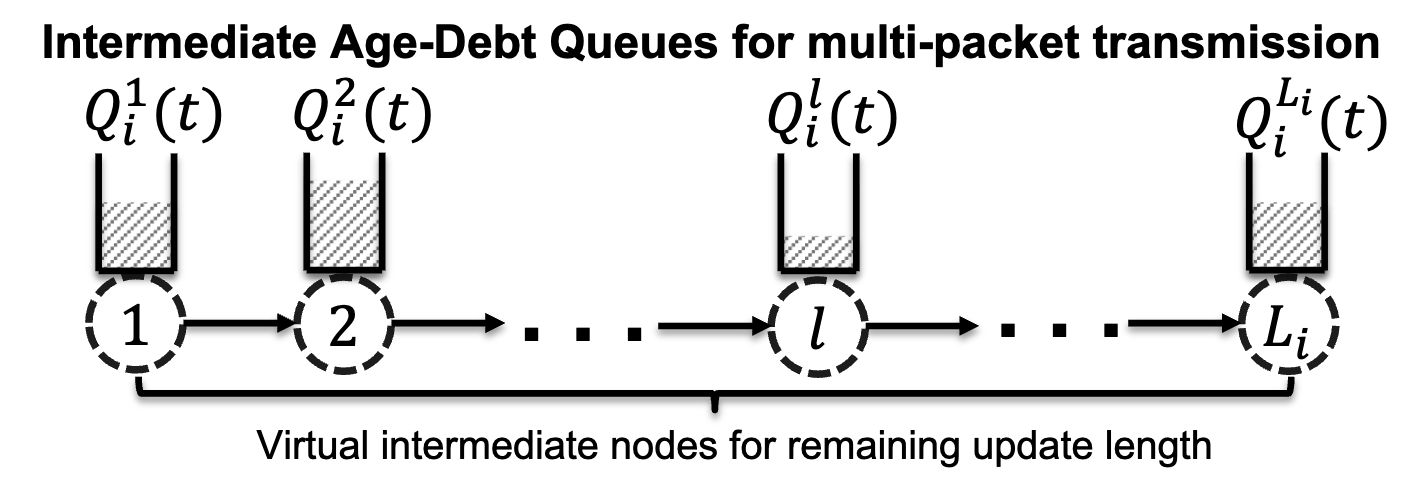 Intermediate Age-Debt Queues for multi-packet transmission
Q_i^1(t) Q_i^2(t) Q_i^l(t) Q_i^{L_i}(t)
1 2 . . . l . . . L_i
Virtual intermediate nodes for remaining update length